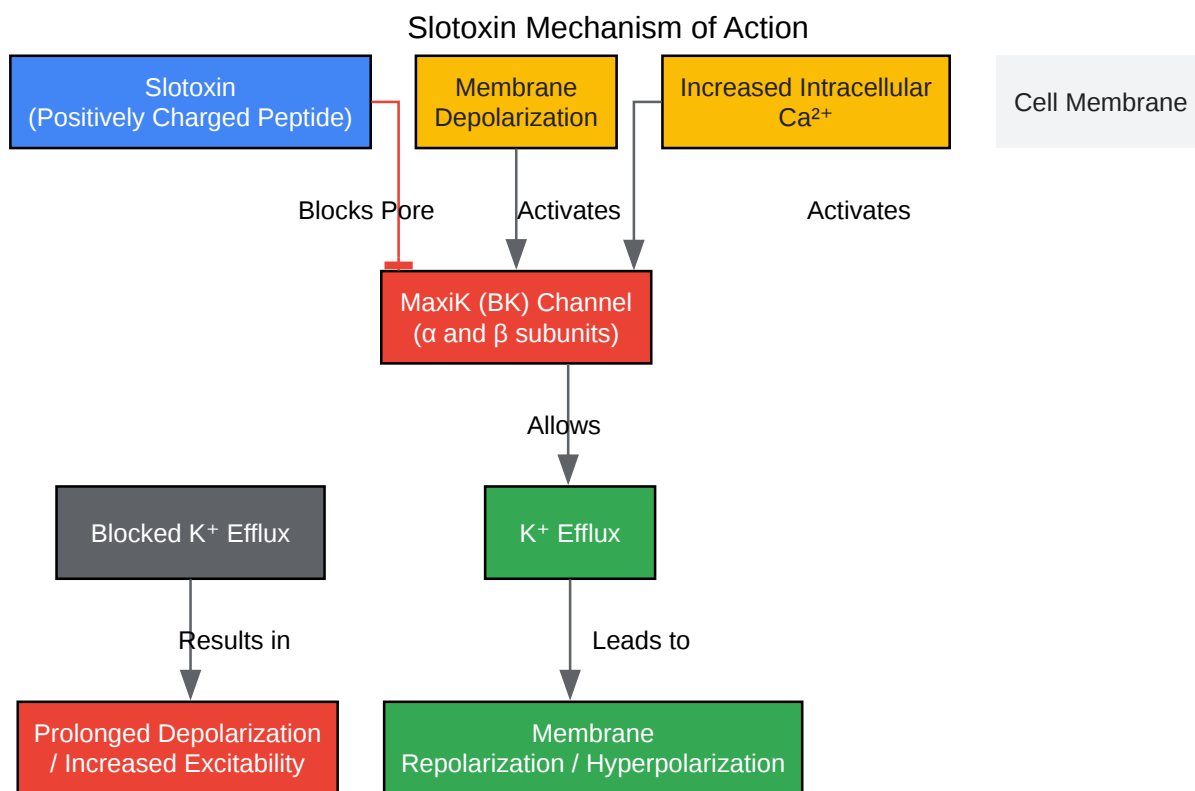 Slotoxin Mechanism of Action
Slotoxin
(Positively Charged Peptide)
Membrane
Depolarization
Increased Intracellular
Ca²⁺
Cell Membrane
Blocks Pore
Activates
Activates
MaxiK (BK) Channel
(α and β subunits)
Allows
Blocked K⁺ Efflux
K⁺ Efflux
Results in
Leads to
Prolonged Depolarization
/ Increased Excitability
Membrane
Repolarization / Hyperpolarization